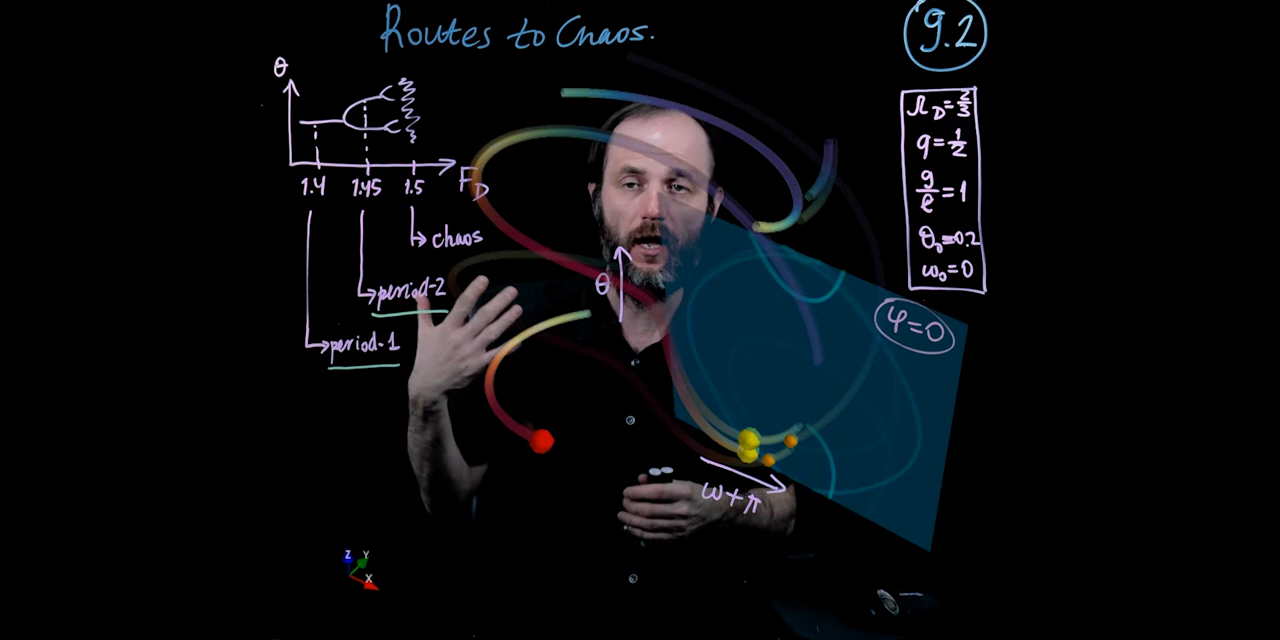 Routes to Chaos.
9.2
θ
1.4 1.45 1.5 F_D
chaos
period-2
period-1
Ω_D=2/3
q=1/2
g/ℓ=1
θ₀=0.2
ω₀=0
φ=0
θ
ω+π
Z Y
X